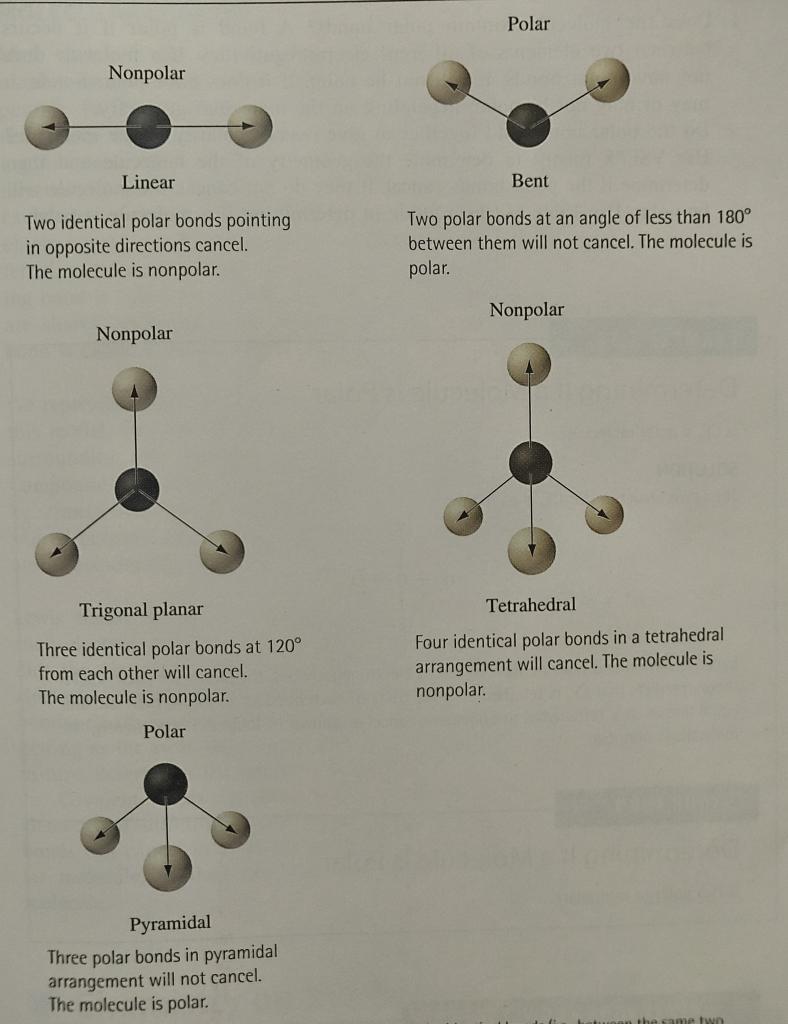 Nonpolar
Linear
Two identical polar bonds pointing
in opposite directions cancel.
The molecule is nonpolar.
Polar
Bent
Two polar bonds at an angle of less than 180°
between them will not cancel. The molecule is
polar.
Nonpolar
Trigonal planar
Three identical polar bonds at 120°
from each other will cancel.
The molecule is nonpolar.
Nonpolar
Tetrahedral
Four identical polar bonds in a tetrahedral
arrangement will cancel. The molecule is
nonpolar.
Polar
Pyramidal
Three polar bonds in pyramidal
arrangement will not cancel.
The molecule is polar.
between the same two